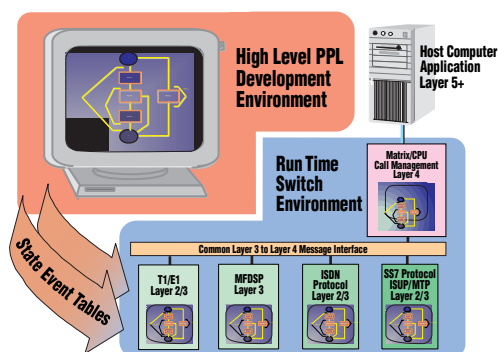 High Level PPL
Development
Environment
Host Computer
Application
Layer 5+
Run Time
Switch
Environment
Matrix/CPU
Call Management
Layer 4
State Event Tables
Common Layer 3 to Layer 4 Message Interface
T1/E1
Layer 2/3
MFDSP
Layer 3
ISDN
Protocol
Layer 2/3
SS7 Protocol
ISUP/MTP
Layer 2/3